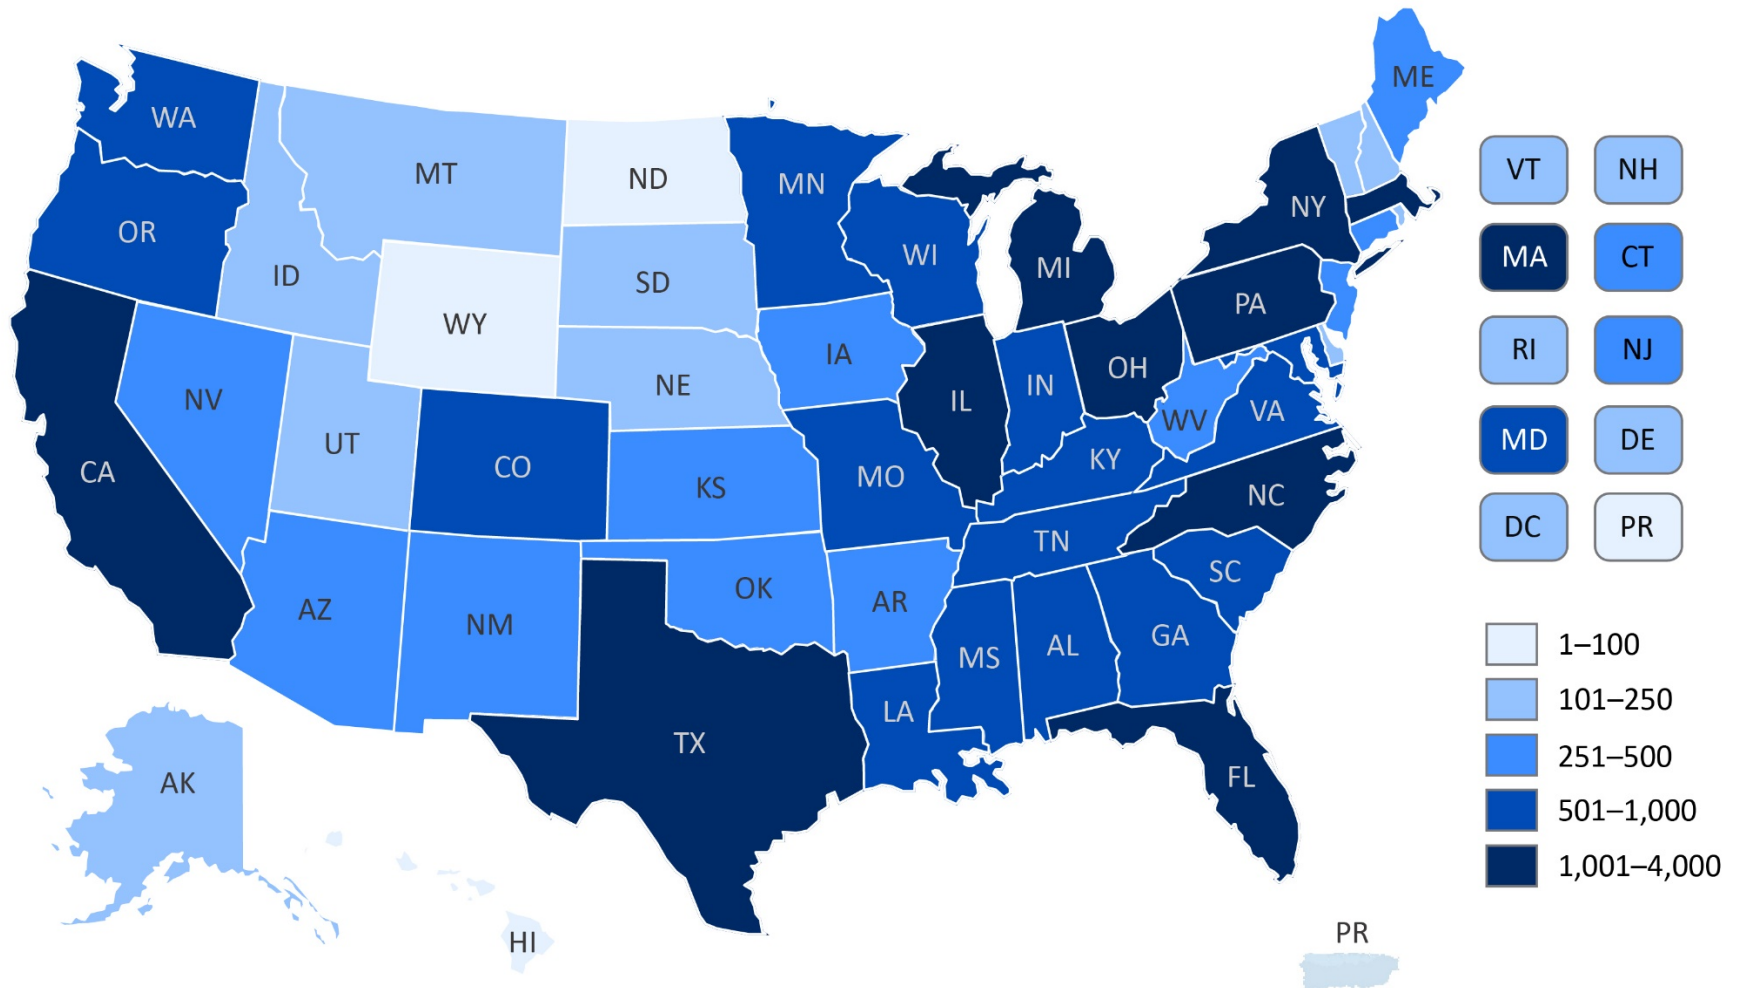 ME
WA
MT
ND
MN
VT NH
OR
ID
SD
WI
MI
NY
MA CT
WY
PA
NV
NE
IA
IL
IN
OH
RI NJ
UT
CO
KS
MO
KY
WV
VA
MD DE
CA
NC
DC PR
AZ
NM
OK
AR
TN
SC
MS
AL
GA
1–100
TX
LA
101–250
AK
FL
251–500
501–1,000
1,001–4,000
HI
PR